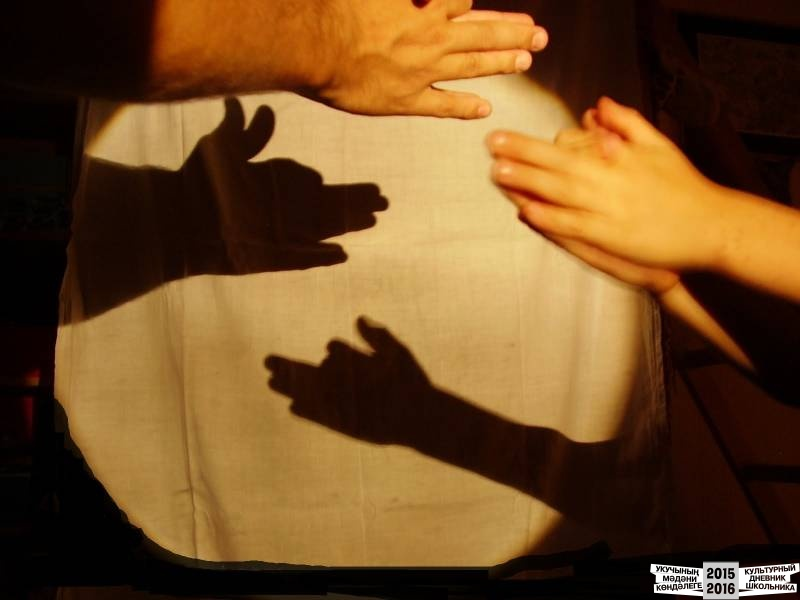 УКУЧЫНЫҢ
МӘДӘНИ
КӨНДӘЛЕГЕ
2015
2016
КУЛЬТУРНЫЙ
ДНЕВНИК
ШКОЛЬНИКА